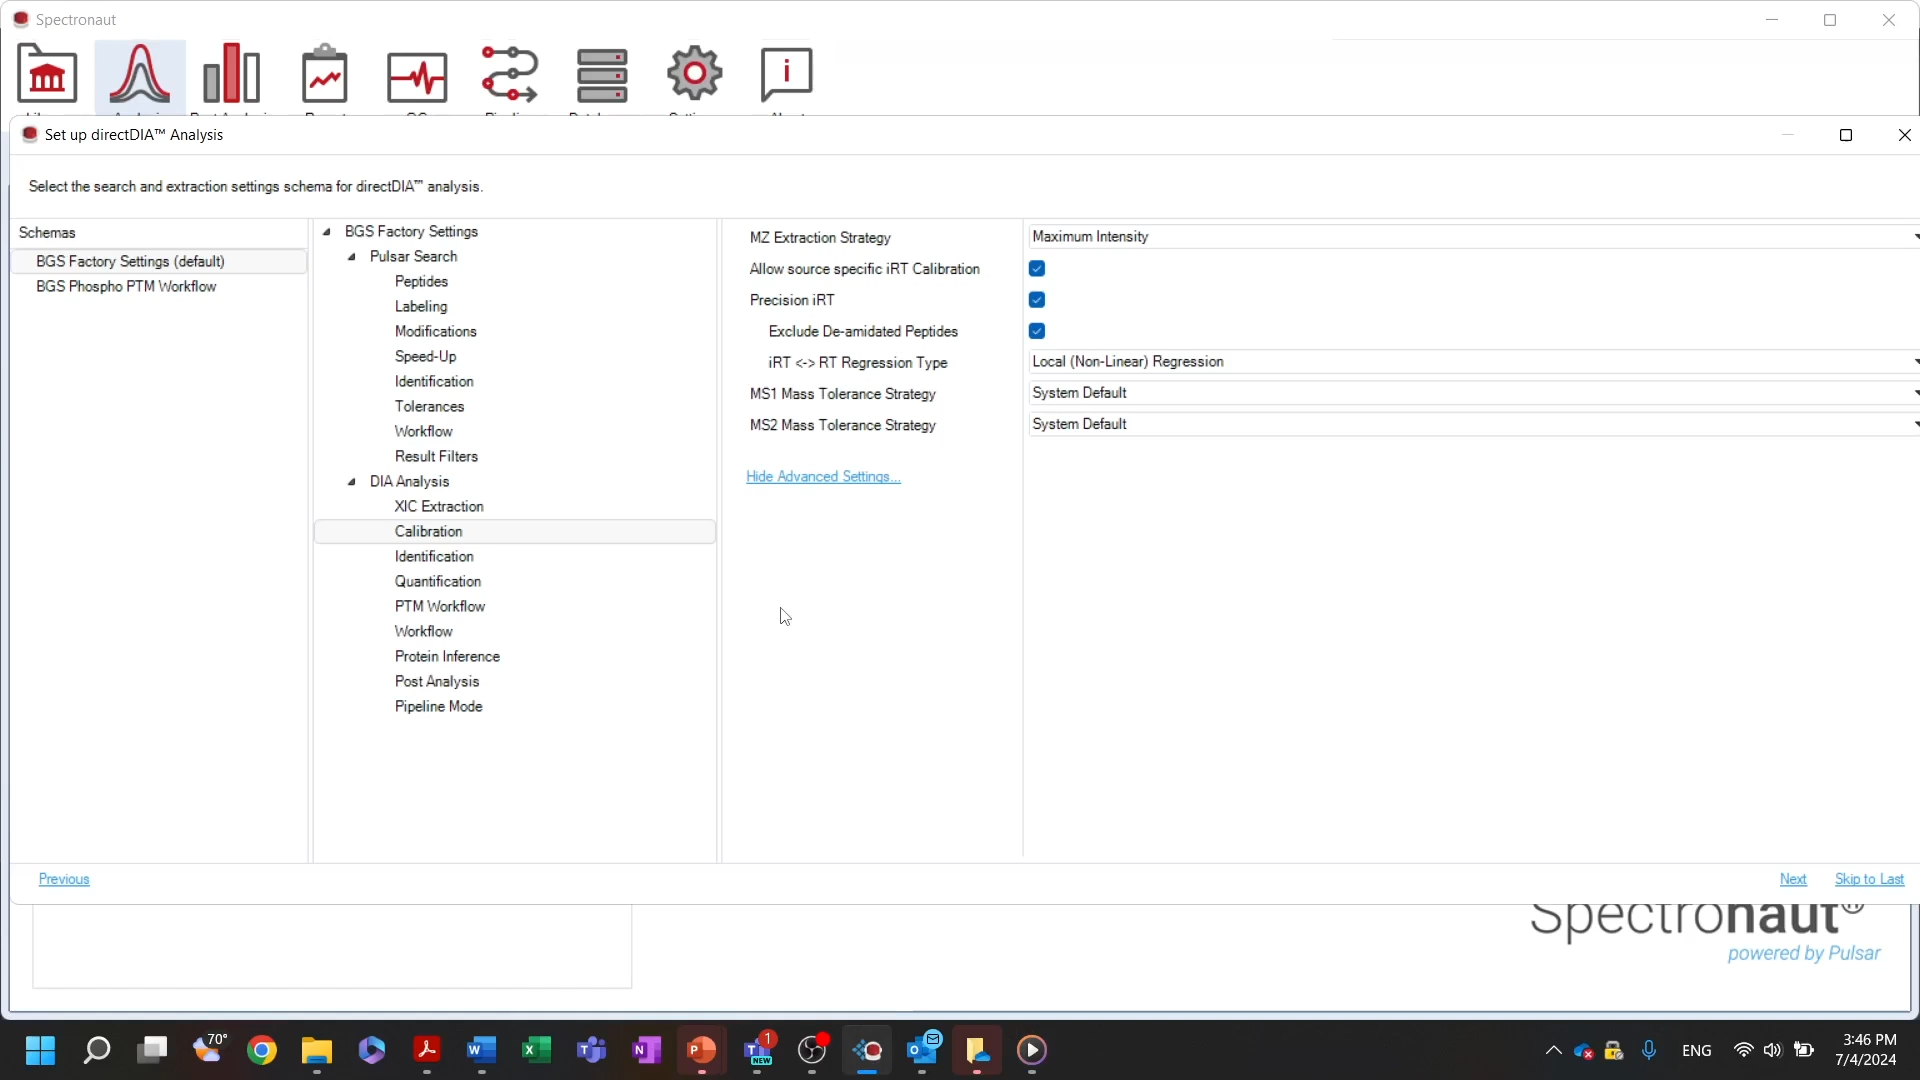 Spectronaut
Set up directDIA™ Analysis
Select the search and extraction settings schema for directDIA™ analysis.
Schemas
BGS Factory Settings (default)
BGS Phospho PTM Workflow
BGS Factory Settings
Pulsar Search
Peptides
Labeling
Modifications
Speed-Up
Identification
Tolerances
Workflow
Result Filters
DIA Analysis
XIC Extraction
Calibration
Identification
Quantification
PTM Workflow
Workflow
Protein Inference
Post Analysis
Pipeline Mode
MZ Extraction Strategy Maximum Intensity
Allow source specific iRT Calibration
Precision iRT
Exclude De-amidated Peptides
iRT <-> RT Regression Type Local (Non-Linear) Regression
MS1 Mass Tolerance Strategy System Default
MS2 Mass Tolerance Strategy System Default
Hide Advanced Settings...
Previous
Next Skip to Last
Spectronaut®
powered by Pulsar
70°
1
NEW
ENG
3:46 PM
7/4/2024